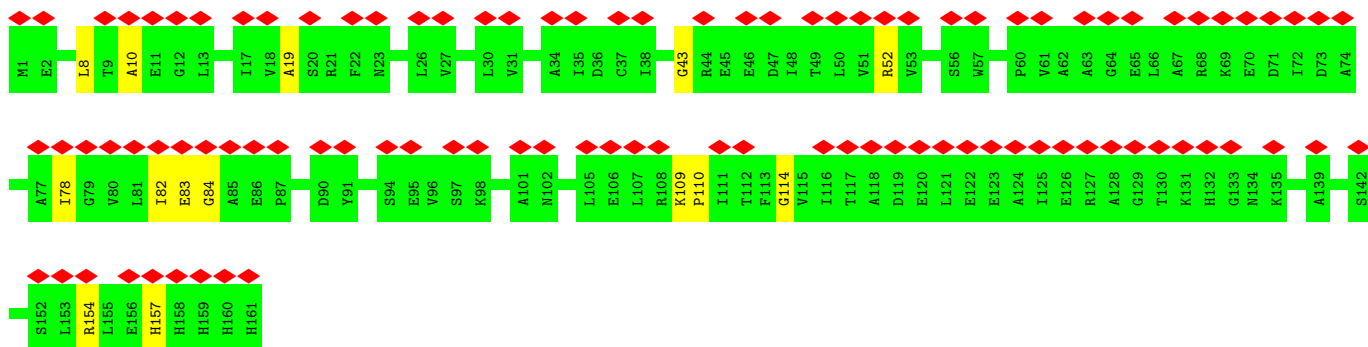 M1 E2 L8 T9 A10 E11 G12 L13 I17 V18 A19 S20 R21 F22 N23 L26 V27 L30 V31 A34 I35 D36 C37 I38 G43 R44 E45 E46 D47 I48 T49 L50 V51 R52 V53 S56 W57 P60 V61 A62 A63 G64 E65 L66 A67 R68 K69 E70 D71 I72 D73 A74
A77 I78 G79 V80 L81 I82 E83 G84 A85 E86 P87 D90 Y91 S94 E95 V96 S97 K98 A101 N102 L105 E106 L107 R108 K109 P110 I111 T112 F113 G114 V115 I116 T117 A118 D119 E120 L121 E122 E123 A124 I125 E126 R127 A128 G129 T130 K131 H132 G133 N134 K135 A139 S142
S152 L153 R154 L155 E156 H157 H158 H159 H160 H161